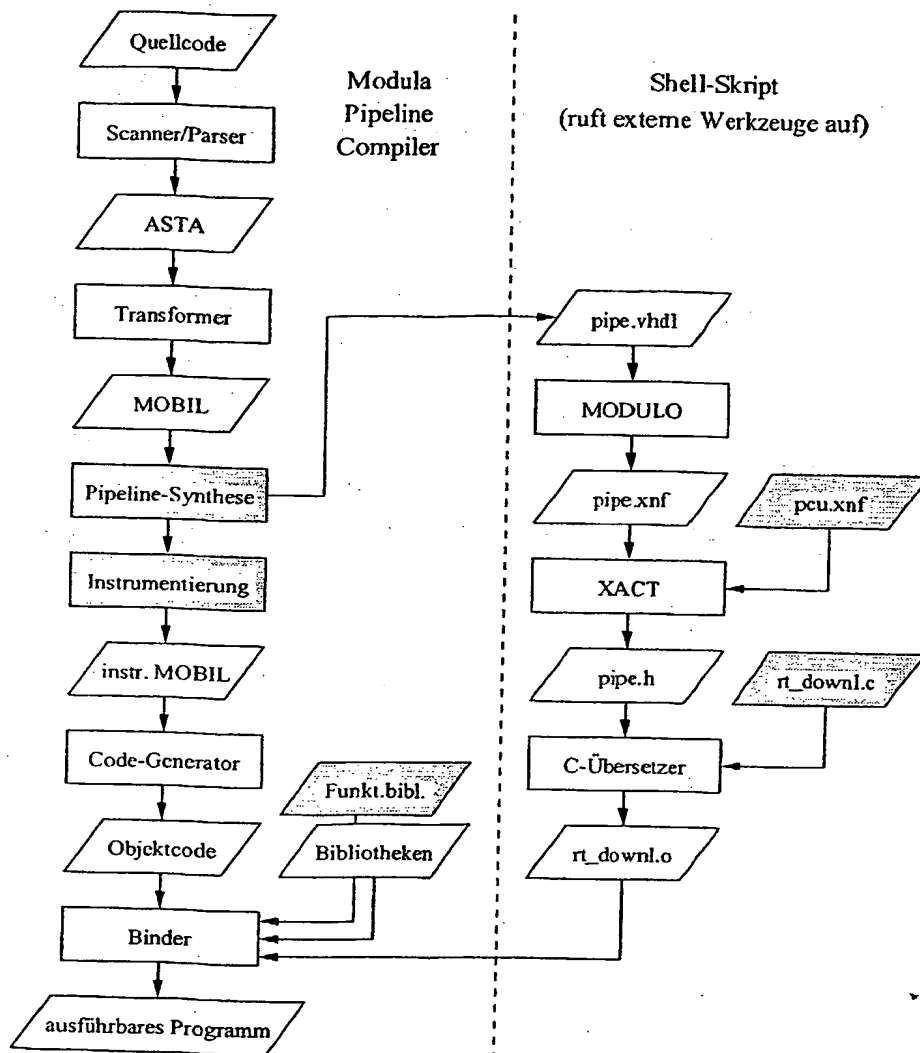 Quellcode
Modula
Pipeline
Compiler
Shell-Skript
(ruft externe Werkzeuge auf)
Scanner/Parser
ASTA
Transformer
MOBIL
Pipeline-Synthese
Instrumentierung
instr. MOBIL
Code-Generator
Funkt.bibl.
Objektcode
Bibliotheken
Binder
ausführbares Programm
pipe.vhdl
MODULO
pipe.xnf
pcu.xnf
XACT
pipe.h
rt_downl.c
C-Übersetzer
rt_downl.o